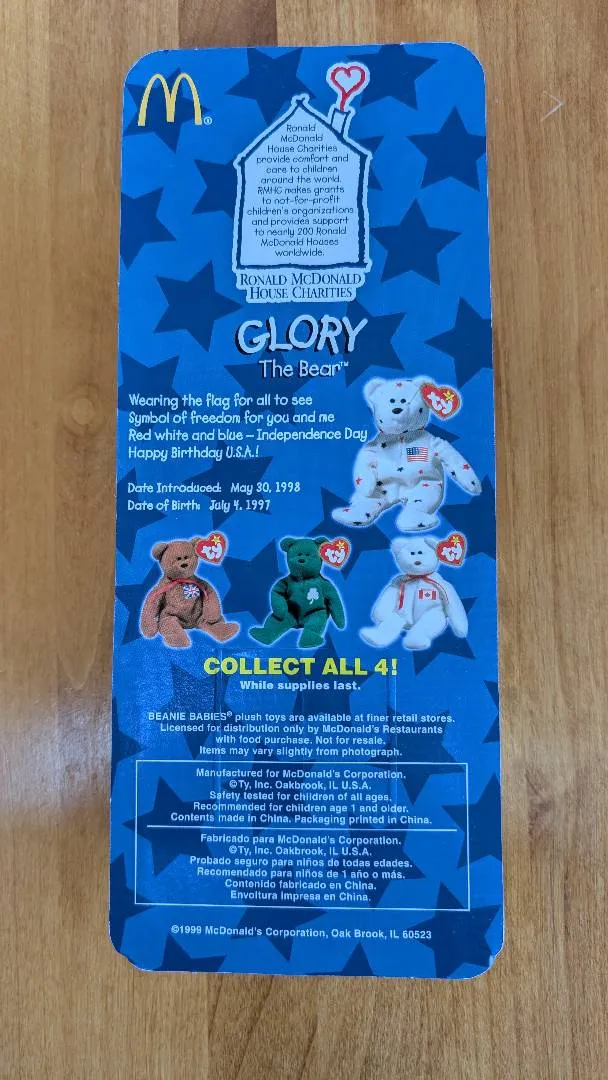 Ronald
McDonald
House Charities
provide comfort and
care to children
around the world.
RMHC makes grants
to not-for-profit
children's organizations
and provides support
to nearly 200 Ronald
McDonald Houses
worldwide.
RONALD MCDONALD
HOUSE CHARITIES
GLORY
The Bear™
Wearing the flag for all to see
Symbol of freedom for you and me
Red white and blue – Independence Day
Happy Birthday U.S.A.!
Date Introduced: May 30, 1998
Date of Birth: July 4, 1997
ty
ty
ty
ty
COLLECT ALL 4!
While supplies last.
BEANIE BABIES® plush toys are available at finer retail stores.
Licensed for distribution only by McDonald's Restaurants
with food purchase. Not for resale.
Items may vary slightly from photograph.
Manufactured for McDonald's Corporation.
©Ty, Inc. Oakbrook, IL U.S.A.
Safety tested for children of all ages.
Recommended for children age 1 and older.
Contents made in China. Packaging printed in China.
Fabricado para McDonald's Corporation.
©Ty, Inc. Oakbrook, IL U.S.A.
Probado seguro para niños de todas edades.
Recomendado para niños de 1 año o más.
Contenido fabricado en China.
Envoltura impresa en China.
©1999 McDonald's Corporation, Oak Brook, IL 60523